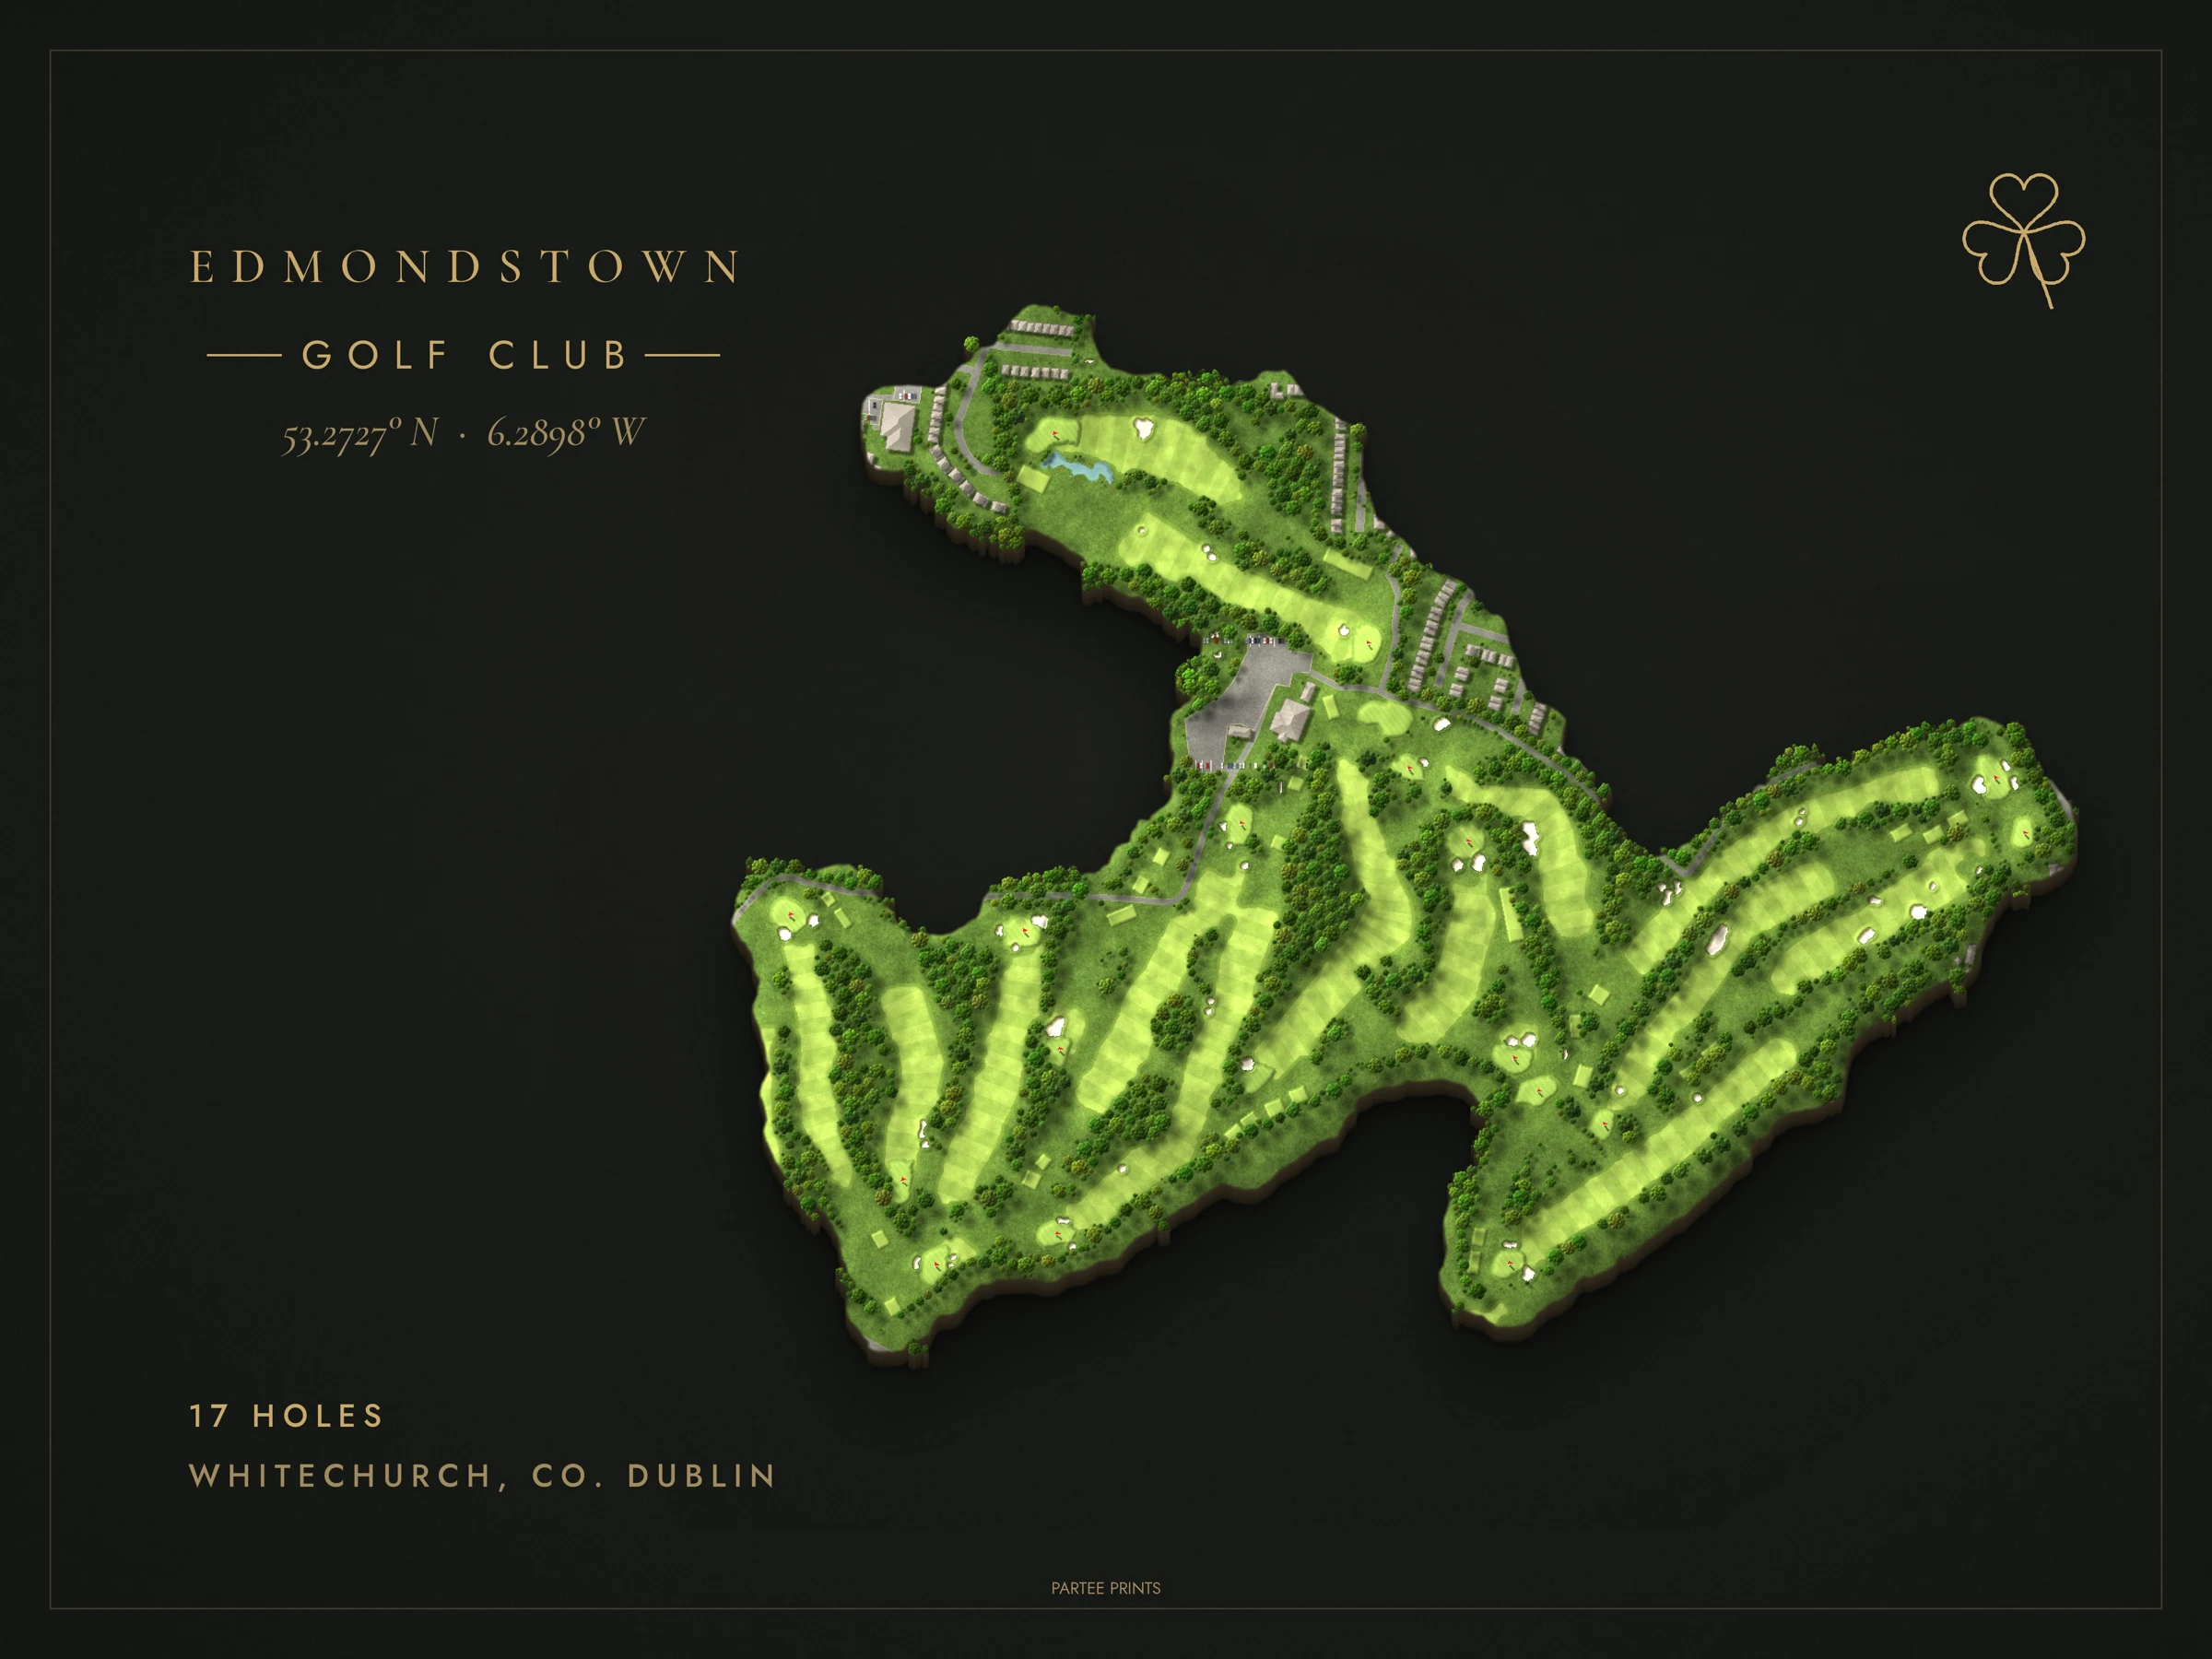 EDMONDSTOWN
GOLF CLUB
53.2727° N · 6.2898° W
17 HOLES
WHITECHURCH, CO. DUBLIN
PARTEE PRINTS